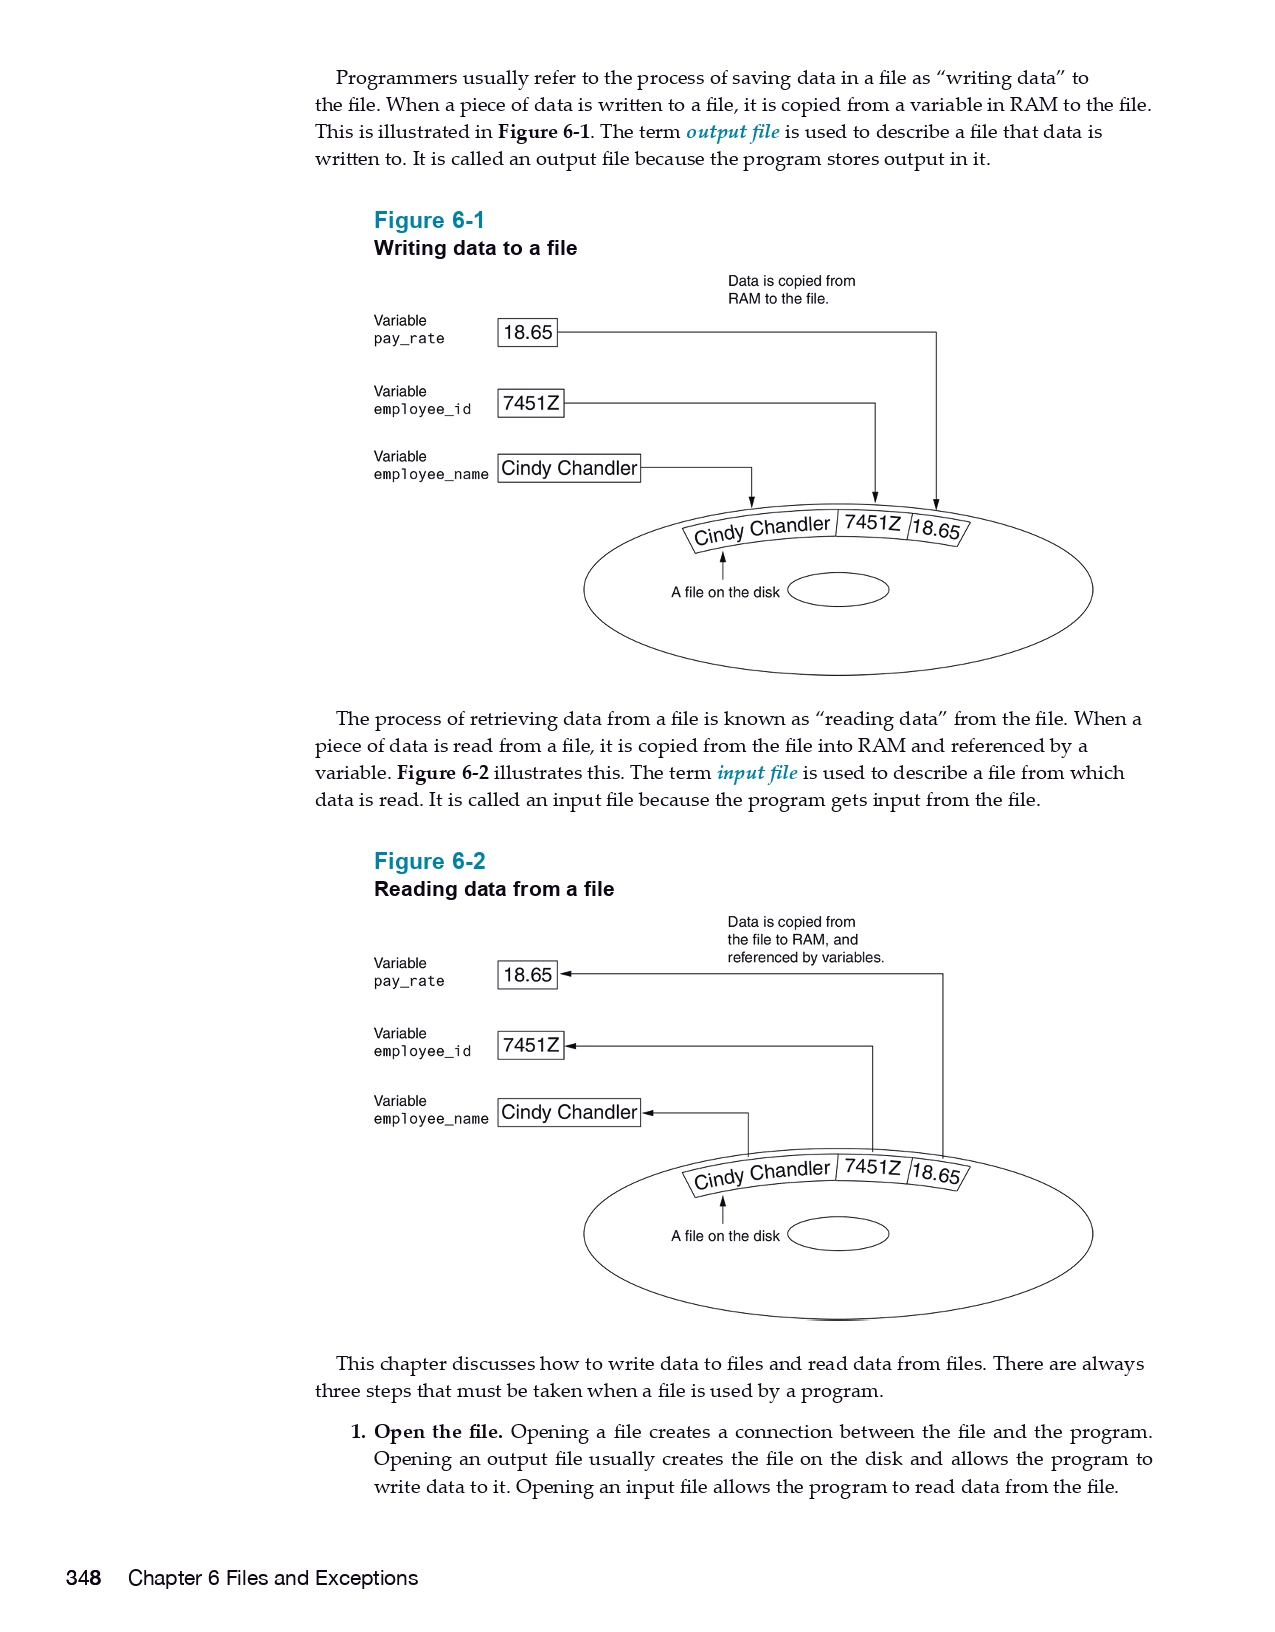 Programmers usually refer to the process of saving data in a file as “writing data” to
the file. When a piece of data is written to a file, it is copied from a variable in RAM to the file.
This is illustrated in Figure 6-1. The term output file is used to describe a file that data is
written to. It is called an output file because the program stores output in it.
Figure 6-1
Writing data to a file
Data is copied from
RAM to the file.
Variable
pay_rate
18.65
Variable
employee_id
7451Z
Variable
employee_name
Cindy Chandler
Cindy Chandler 7451Z 18.65
A file on the disk
The process of retrieving data from a file is known as “reading data” from the file. When a
piece of data is read from a file, it is copied from the file into RAM and referenced by a
variable. Figure 6-2 illustrates this. The term input file is used to describe a file from which
data is read. It is called an input file because the program gets input from the file.
Figure 6-2
Reading data from a file
Data is copied from
the file to RAM, and
referenced by variables.
Variable
pay_rate
18.65
Variable
employee_id
7451Z
Variable
employee_name
Cindy Chandler
Cindy Chandler 7451Z 18.65
A file on the disk
This chapter discusses how to write data to files and read data from files. There are always
three steps that must be taken when a file is used by a program.
1. Open the file. Opening a file creates a connection between the file and the program.
Opening an output file usually creates the file on the disk and allows the program to
write data to it. Opening an input file allows the program to read data from the file.
348 Chapter 6 Files and Exceptions